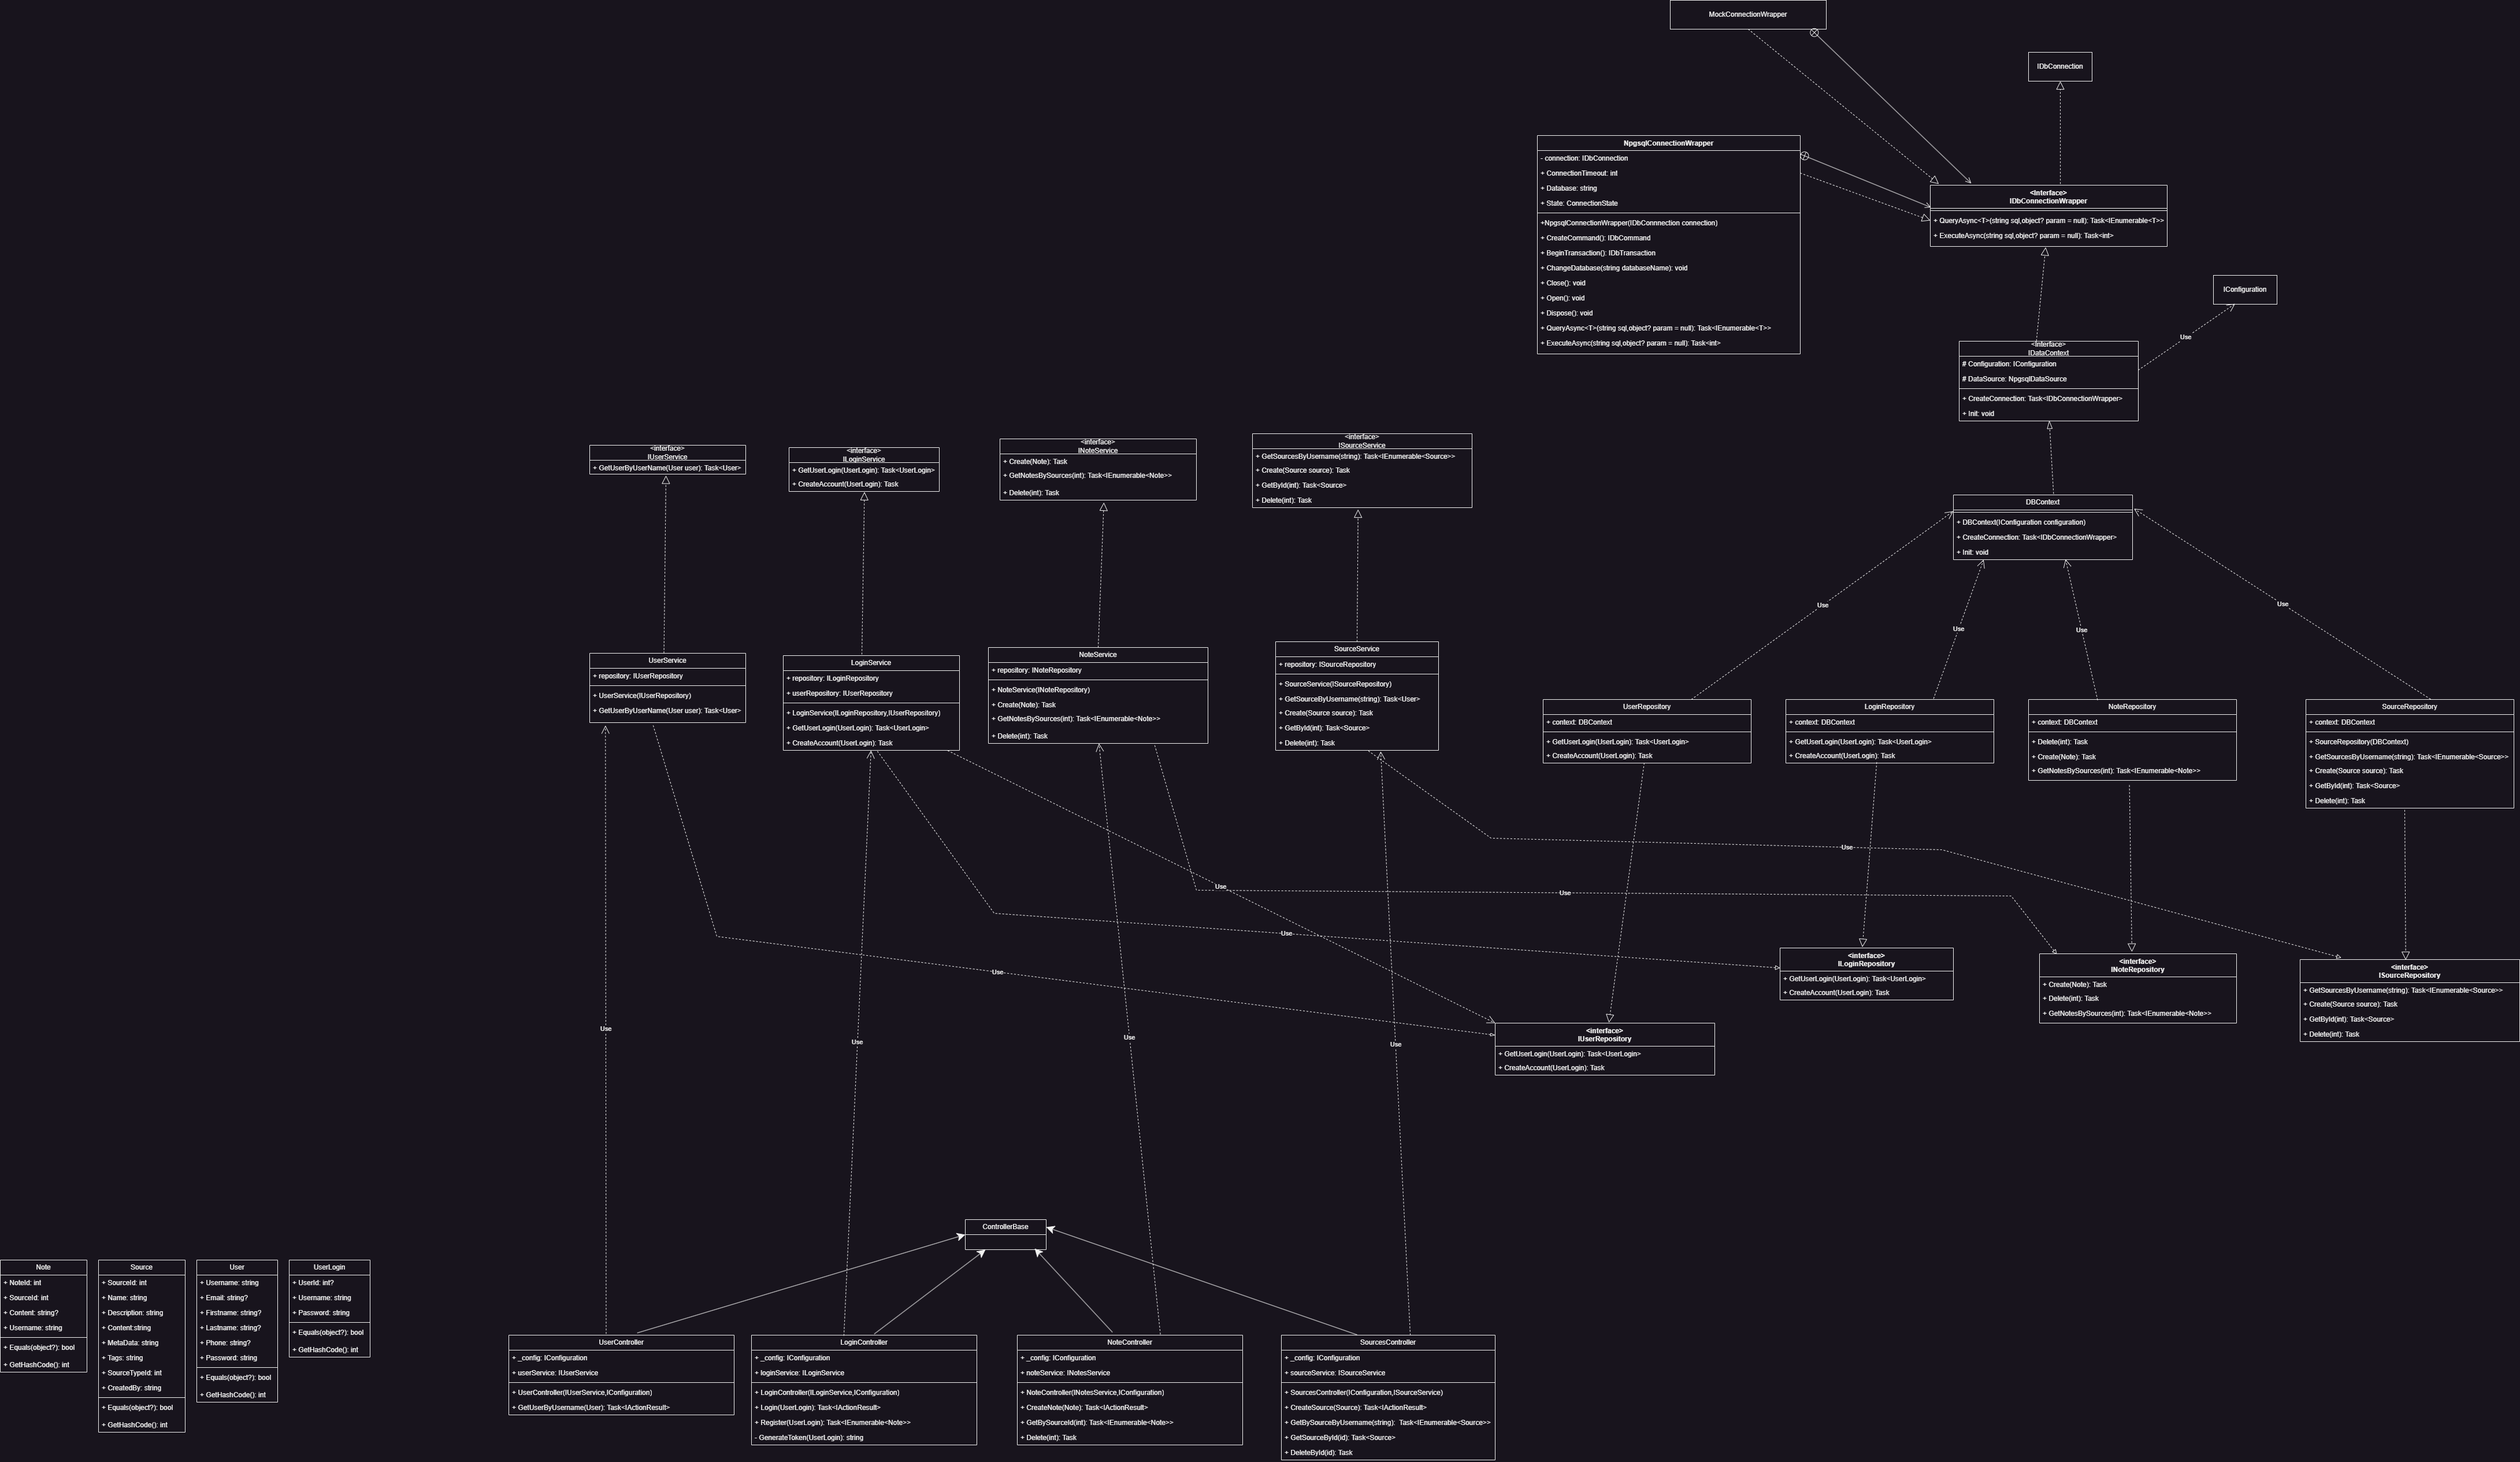 MockConnectionWrapper
IDbConnection
NpgsqlConnectionWrapper
- connection: IDbConnection
+ ConnectionTimeout: int
+ Database: string
+ State: ConnectionState
+NpgsqlConnectionWrapper(IDbConnnection connection)
+ CreateCommand(): IDbCommand
+ BeginTransaction(): IDbTransaction
+ ChangeDatabase(string databaseName): void
+ Close(): void
+ Open(): void
+ Dispose(): void
+ QueryAsync<T>(string sql,object? param = null): Task<IEnumerable<T>>
+ ExecuteAsync(string sql,object? param = null): Task<int>
<Interface>
IDbConnectionWrapper
+ QueryAsync<T>(string sql,object? param = null): Task<IEnumerable<T>>
+ ExecuteAsync(string sql,object? param = null): Task<int>
IConfiguration
Use
<Interface>
IDataContext
# Configuration: IConfiguration
# DataSource: NpgsqlDataSource
+ CreateConnection: Task<IDbConnectionWrapper>
+ Init: void
<interface>
IUserService
+ GetUserByUserName(User user): Task<User>
<interface>
ILoginService
+ GetUserLogin(UserLogin): Task<UserLogin>
+ CreateAccount(UserLogin): Task
<interface>
INoteService
+ Create(Note): Task
+ GetNotesBySources(int): Task<IEnumerable<Note>>
+ Delete(int): Task
<interface>
ISourceService
+ GetSourcesByUsername(string): Task<IEnumerable<Source>>
+ Create(Source source): Task
+ GetById(int): Task<Source>
+ Delete(int): Task
DBContext
+ DBContext(IConfiguration configuration)
+ CreateConnection: Task<IDbConnectionWrapper>
+ Init: void
Use
Use
Use
Use
UserService
+ repository: IUserRepository
+ UserService(IUserRepository)
+ GetUserByUserName(User user): Task<User>
LoginService
+ repository: ILoginRepository
+ userRepository: IUserRepository
+ LoginService(ILoginRepository,IUserRepository)
+ GetUserLogin(UserLogin): Task<UserLogin>
+ CreateAccount(UserLogin): Task
NoteService
+ repository: INoteRepository
+ NoteService(INoteRepository)
+ Create(Note): Task
+ GetNotesBySources(int): Task<IEnumerable<Note>>
+ Delete(int): Task
SourceService
+ repository: ISourceRepository
+ SourceService(ISourceRepository)
+ GetSourceByUsername(string): Task<User>
+ Create(Source source): Task
+ GetById(int): Task<Source>
+ Delete(int): Task
UserRepository
+ context: DBContext
+ GetUserLogin(UserLogin): Task<UserLogin>
+ CreateAccount(UserLogin): Task
LoginRepository
+ context: DBContext
+ GetUserLogin(UserLogin): Task<UserLogin>
+ CreateAccount(UserLogin): Task
NoteRepository
+ context: DBContext
+ Delete(int): Task
+ Create(Note): Task
+ GetNotesBySources(int): Task<IEnumerable<Note>>
SourceRepository
+ context: DBContext
+ SourceRepository(DBContext)
+ GetSourcesByUsername(string): Task<IEnumerable<Source>>
+ Create(Source source): Task
+ GetById(int): Task<Source>
+ Delete(int): Task
Use
Use
Use
Use
Use
Use
Use
Use
Use
<interface>
IUserRepository
+ GetUserLogin(UserLogin): Task<UserLogin>
+ CreateAccount(UserLogin): Task
<interface>
ILoginRepository
+ GetUserLogin(UserLogin): Task<UserLogin>
+ CreateAccount(UserLogin): Task
<interface>
INoteRepository
+ Create(Note): Task
+ Delete(int): Task
+ GetNotesBySources(int): Task<IEnumerable<Note>>
<interface>
ISourceRepository
+ GetSourcesByUsername(string): Task<IEnumerable<Source>>
+ Create(Source source): Task
+ GetById(int): Task<Source>
+ Delete(int): Task
ControllerBase
Note
+ NoteId: int
+ SourceId: int
+ Content: string?
+ Username: string
+ Equals(object?): bool
+ GetHashCode(): int
Source
+ SourceId: int
+ Name: string
+ Description: string
+ Content:string
+ MetaData: string
+ Tags: string
+ SourceTypeId: int
+ CreatedBy: string
+ Equals(object?): bool
+ GetHashCode(): int
User
+ Username: string
+ Email: string?
+ Firstname: string?
+ Lastname: string?
+ Phone: string?
+ Password: string
+ Equals(object?): bool
+ GetHashCode: int
UserLogin
+ UserId: int?
+ Username: string
+ Password: string
+ Equals(object?): bool
+ GetHashCode(): int
UserController
+ _config: IConfiguration
+ userService: IUserService
+ UserController(IUserService,IConfiguration)
+ GetUserByUsername(User): Task<IActionResult>
LoginController
+ _config: IConfiguration
+ loginService: ILoginService
+ LoginController(ILoginService,IConfiguration)
+ Login(UserLogin): Task<IActionResult>
+ Register(UserLogin): Task<IEnumerable<Note>>
- GenerateToken(UserLogin): string
NoteController
+ _config: IConfiguration
+ noteService: INotesService
+ NoteController(INotesService,IConfiguration)
+ CreateNote(Note): Task<IActionResult>
+ GetBySourceId(int): Task<IEnumerable<Note>>
+ Delete(int): Task
SourcesController
+ _config: IConfiguration
+ sourceService: ISourceService
+ SourcesController(IConfiguration,ISourceService)
+ CreateSource(Source): Task<IActionResult>
+ GetBySourceByUsername(string): Task<IEnumerable<Source>>
+ GetSourceById(id): Task<Source>
+ DeleteById(id): Task